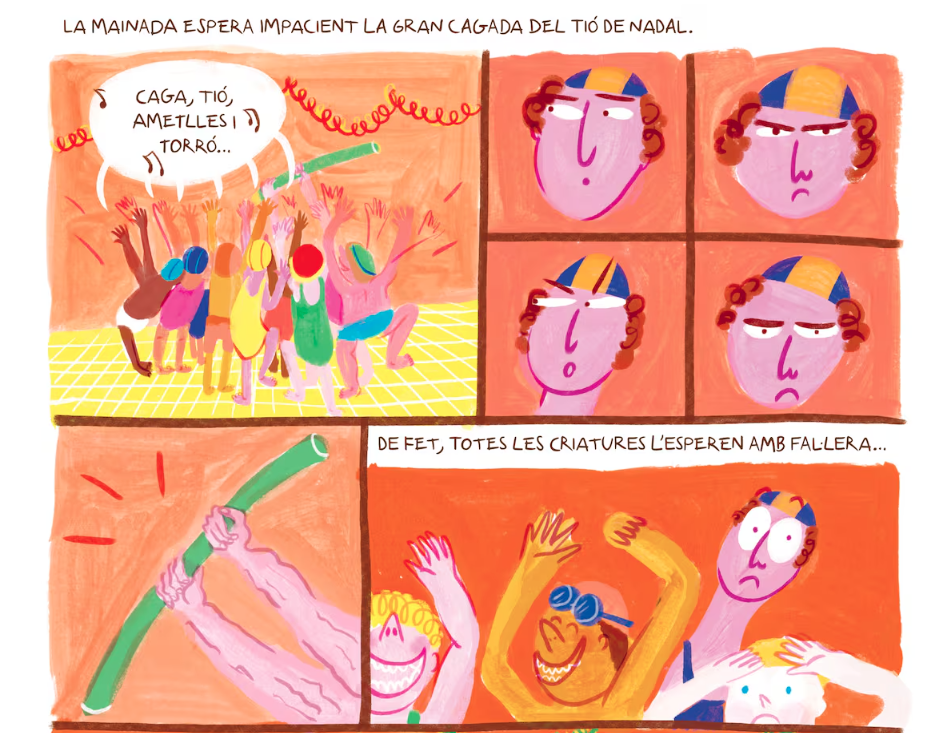 LA MAINADA ESPERA IMPACIENT LA GRAN CAGADA DEL TIÓ DE NADAL.
CAGA, TIÓ,
AMETLLES I
TORRÓ...
DE FET, TOTES LES CRIATURES L'ESPEREN AMB FAL·LERA...